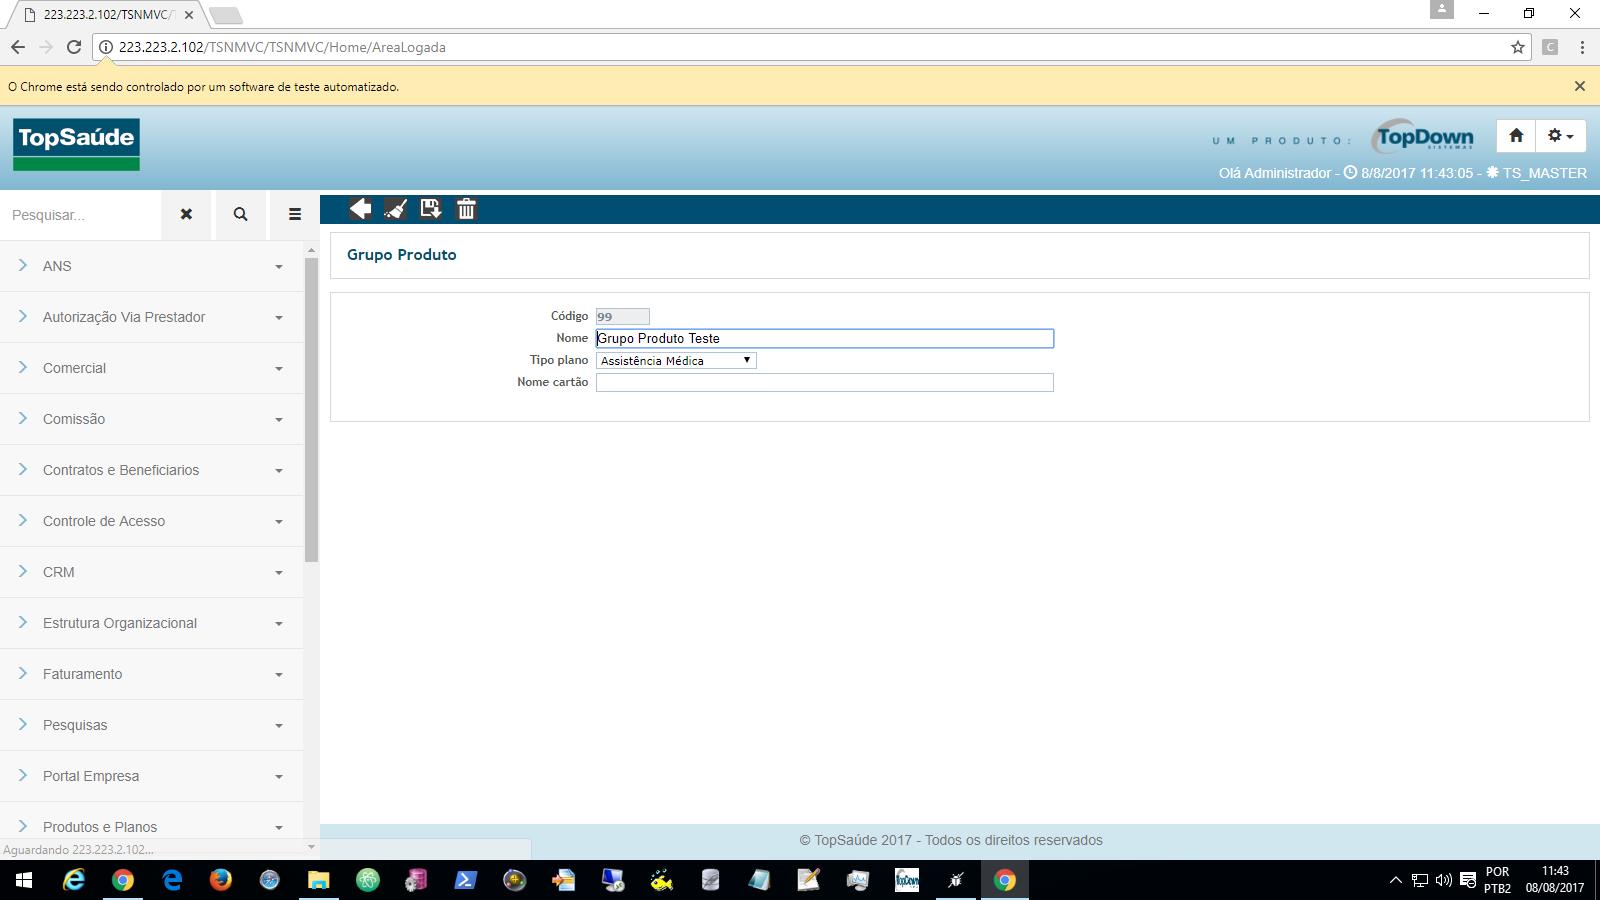 223.223.2.102/TSNMVC/T
223.223.2.102/TSNMVC/TSNMVC/Home/AreaLogada
C
O Chrome está sendo controlado por um software de teste automatizado.
TopSaúde
UM PRODUTO:
TopDown
SISTEMAS
Olá Administrador - 8/8/2017 11:43:05 - TS_MASTER
Pesquisar...
Grupo Produto
ANS
Autorização Via Prestador
Comercial
Comissão
Contratos e Beneficiarios
Controle de Acesso
CRM
Estrutura Organizacional
Faturamento
Pesquisas
Portal Empresa
Produtos e Planos
Código 99
Nome Grupo Produto Teste
Tipo plano Assistência Médica
Nome cartão
© TopSaúde 2017 - Todos os direitos reservados
Aguardando 223.223.2.102...
TopDown
POR
PTB2
11:43
08/08/2017